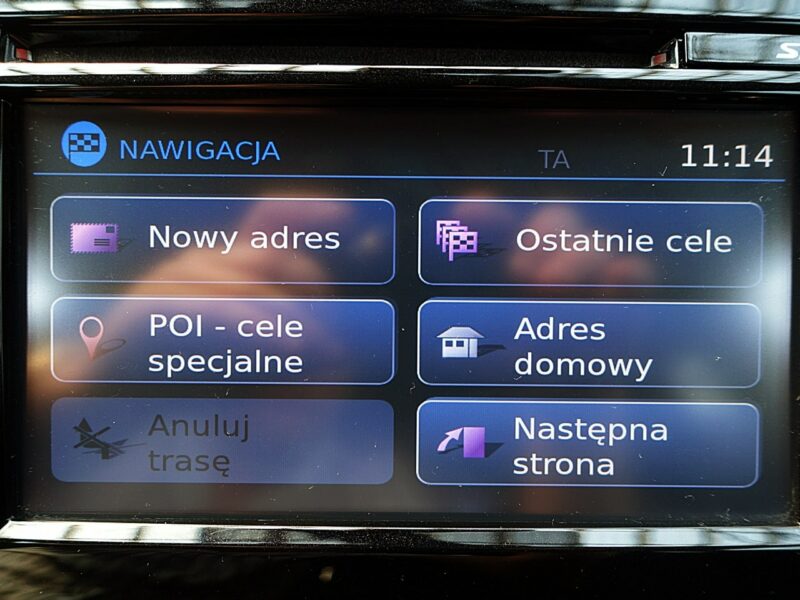 NAWIGACJA
TA
11:14
Nowy adres
Ostatnie cele
POI - cele
specjalne
Adres
domowy
Anuluj
trasę
Następna
strona